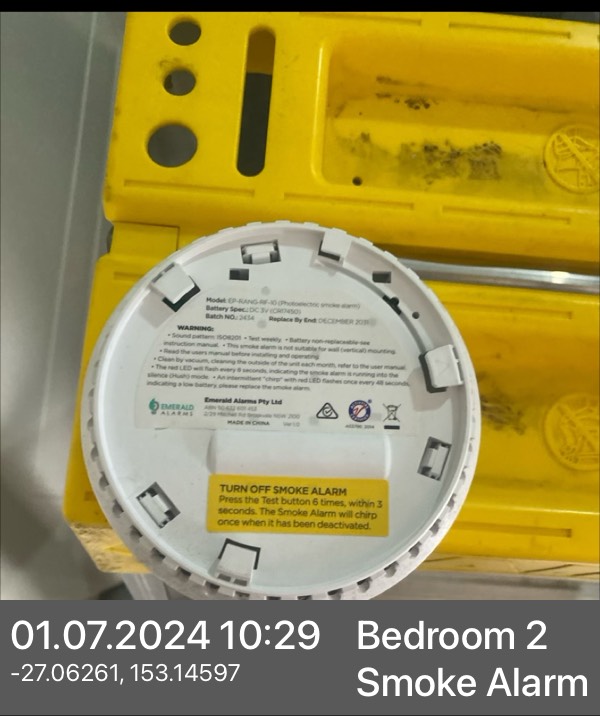 Model: EP-RANG-RF-10 (Photoelectric smoke alarm)
Battery Spec.: DC 3V (CR17450)
Batch NO.: 2434 Replace By End: DECEMBER
WARNING:
• Sound pattern: ISO8201 • Test weekly. • Battery non-replaceable-see
instruction manual. • This smoke alarm is not suitable for wall (vertical) mounting.
• Read the users manual before installing and operating.
• Clean by vacuum, cleaning the outside of the unit each month, refer to the user manual.
• The red LED will flash every 8 seconds, indicating the smoke alarm is running into the
silence (Hush) mode. • An intermittent "chirp" with red LED flashes once every 48 seconds,
indicating a low battery, please replace the smoke alarm.
EMERALD
ALARMS
Emerald Alarms Pty Ltd
MADE IN CHINA
TURN OFF SMOKE ALARM
Press the Test button 6 times, within 3
seconds. The Smoke Alarm will chirp
once when it has been deactivated.
01.07.2024 10:29
-27.06261, 153.14597
Bedroom 2
Smoke Alarm